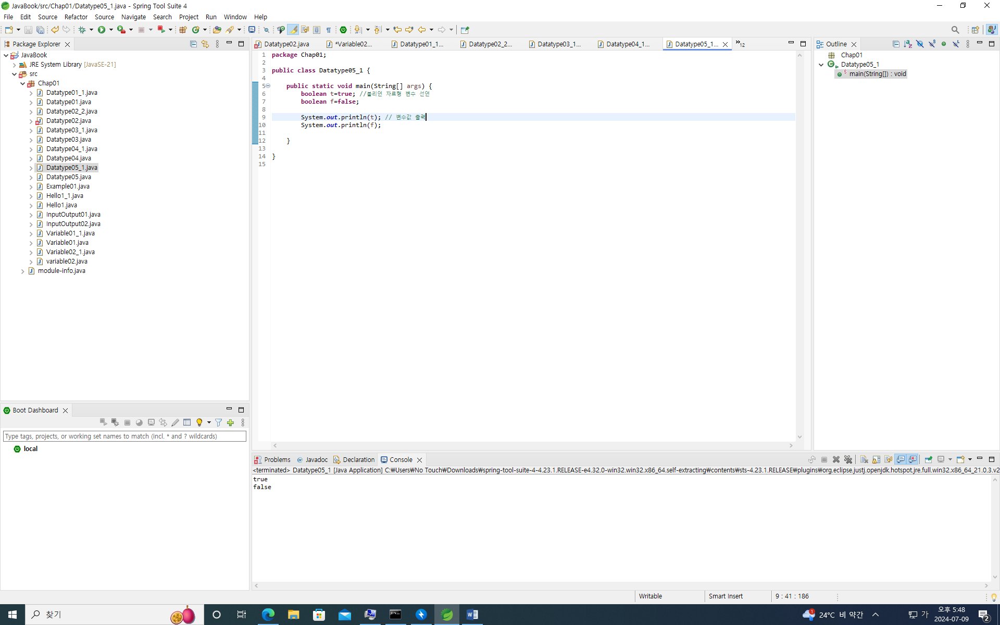 JavaBook/src/Chap01/Datatype05_1.java - Spring Tool Suite 4
File Edit Source Refactor Source Navigate Search Project Run Window Help
Package Explorer
JavaBook
JRE System Library [JavaSE-21]
src
Chap01
Datatype01_1.java
Datatype01.java
Datatype02_2.java
Datatype02.java
Datatype03_1.java
Datatype03.java
Datatype04_1.java
Datatype04.java
Datatype05_1.java
Datatype05.java
Example01.java
Hello1_1.java
Hello1.java
InputOutput01.java
InputOutput02.java
Variable01_1.java
Variable01.java
Variable02_1.java
variable02.java
module-info.java
Boot Dashboard
Type tags, projects, or working set names to match (incl. * and ? wildcards)
local
Datatype02.java *Variable02... Datatype01_1... Datatype02_2... Datatype03_1... Datatype04_1... Datatype05_1... »12
1 package Chap01;
2
3 public class Datatype05_1 {
4
5 public static void main(String[] args) {
6 boolean t=true; //불리언 자료형 변수 선언
7 boolean f=false;
8
9 System.out.println(t); // 변수값 출력
10 System.out.println(f);
11
12 }
13
14 }
15
Outline
Chap01
Datatype05_1
main(String[]) : void
Problems @ Javadoc Declaration Console
<terminated> Datatype05_1 [Java Application] C:₩Users₩No Touch₩Downloads₩spring-tool-suite-4-4.23.1.RELEASE-e4.32.0-win32.win32.x86_64.self-extracting₩contents₩sts-4.23.1.RELEASE₩plugins₩org.eclipse.justj.openjdk.hotspot.jre.full.win32.x86_64_21.0.3.v2
true
false
Writable Smart Insert 9 : 41 : 186
찾기
24°C 비 약간
가
오후 5:48
2024-07-09
2